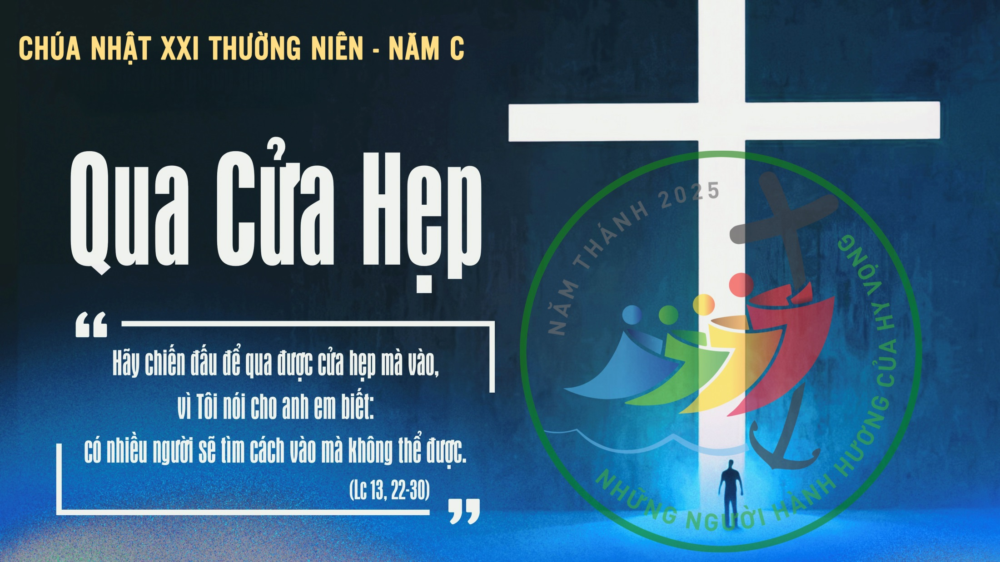 CHÚA NHẬT XXI THƯỜNG NIÊN - NĂM C
Qua Cửa Hẹp
“
Hãy chiến đấu để qua được cửa hẹp mà vào,
vì Tôi nói cho anh em biết:
có nhiều người sẽ tìm cách vào mà không thể được.
(Lc 13, 22-30)
”
NĂM THÁNH 2025
NHỮNG NGƯỜI HÀNH HƯƠNG CỦA HY VỌNG